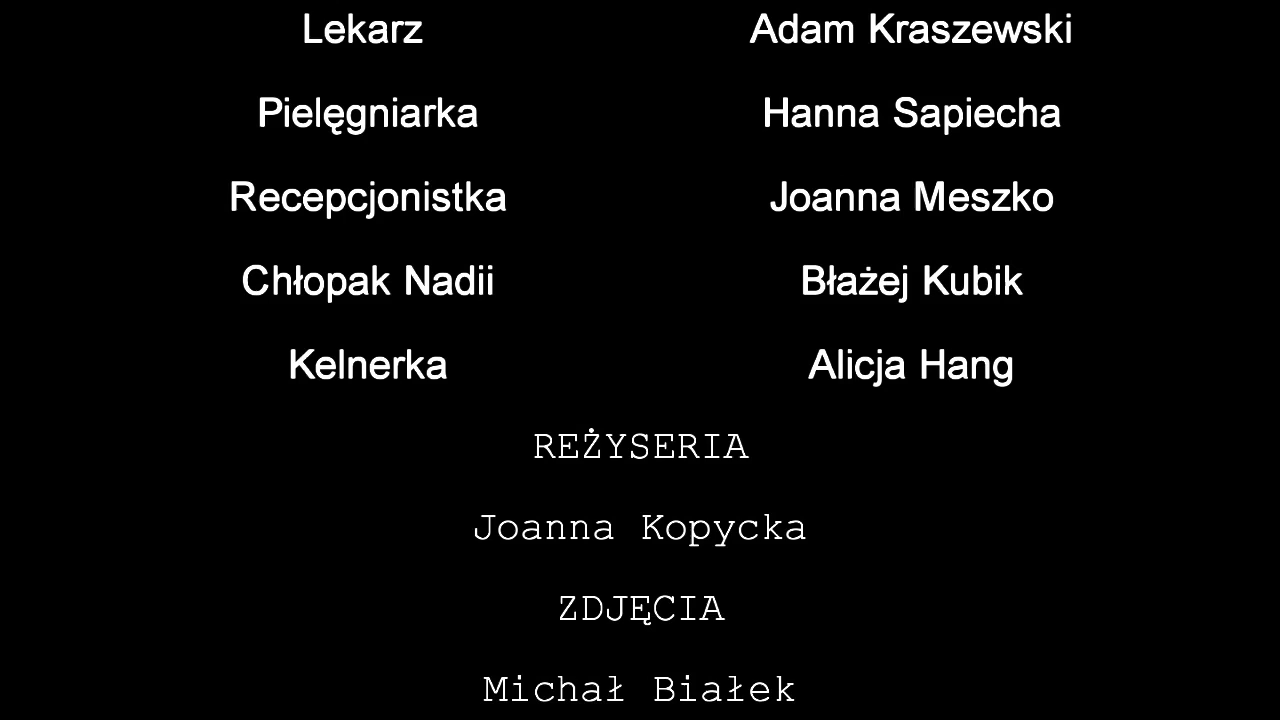 Lekarz Adam Kraszewski
Pielęgniarka Hanna Sapiecha
Recepcjonistka Joanna Meszko
Chłopak Nadii Błażej Kubik
Kelnerka Alicja Hang
REŻYSERIA
Joanna Kopycka
ZDJĘCIA
Michał Białek